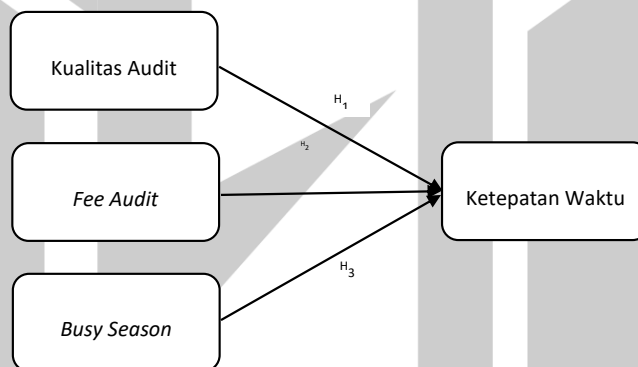 Kualitas Audit
H1
H2
Fee Audit
Ketepatan Waktu
H3
Busy Season